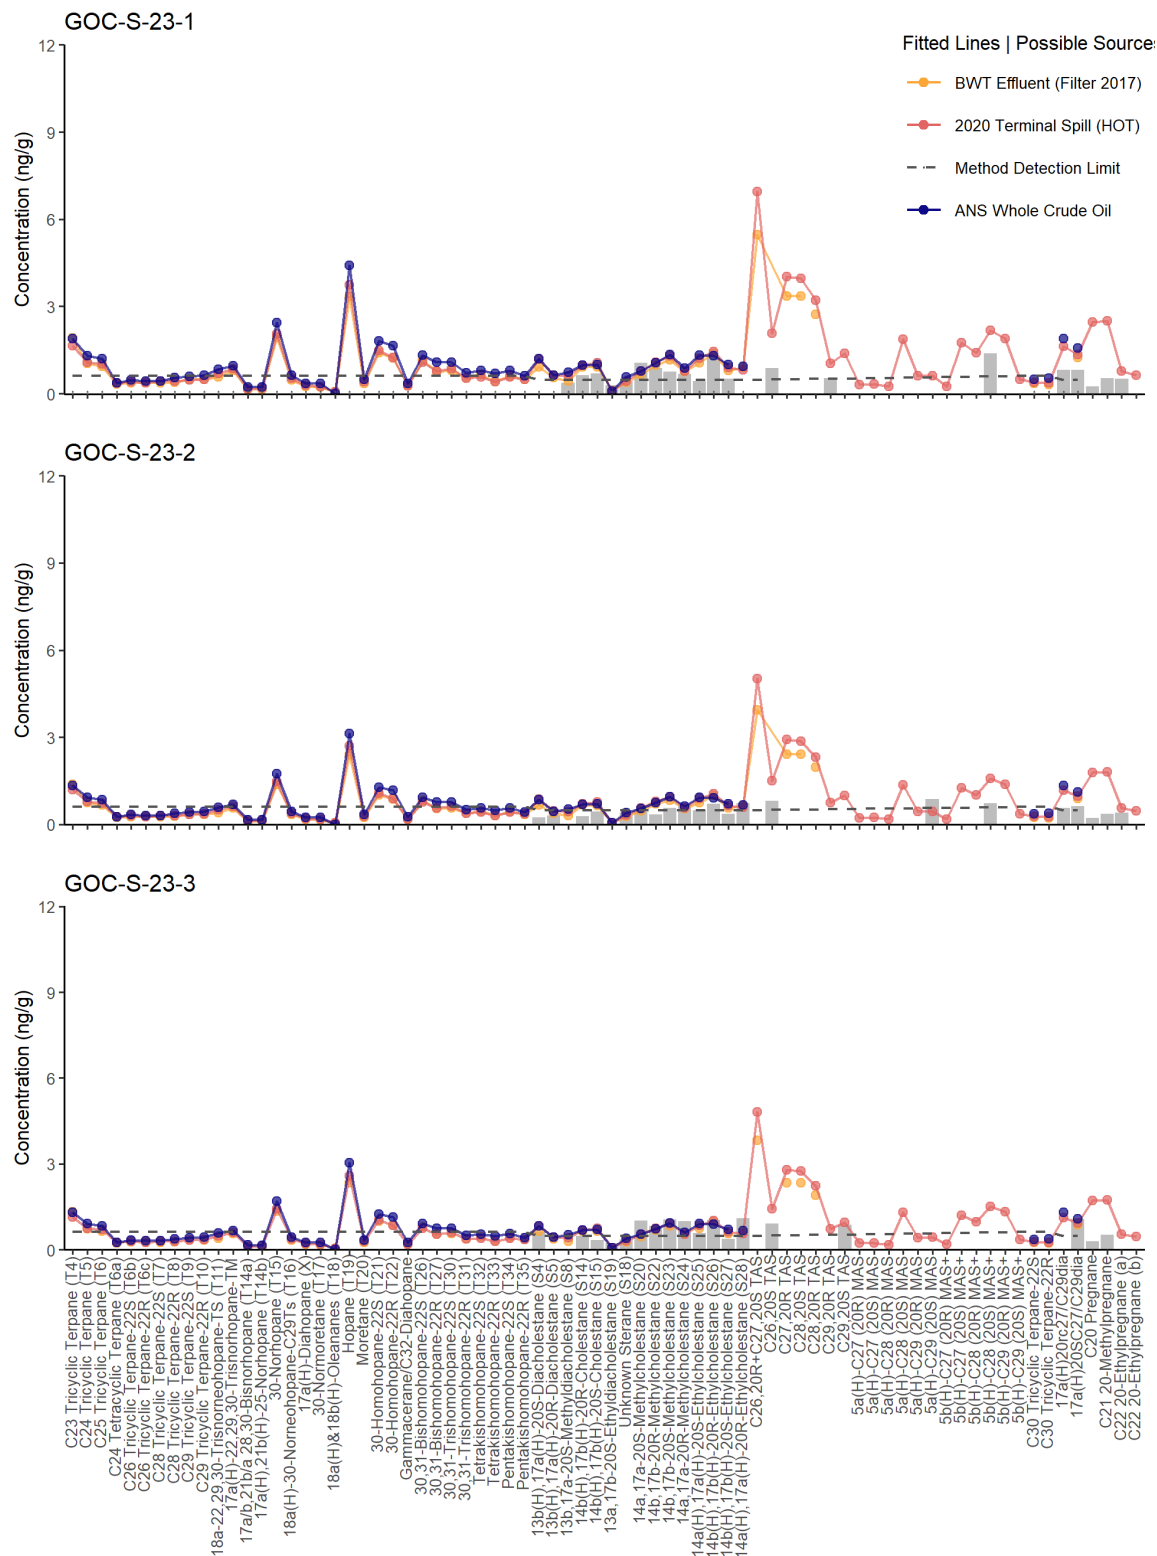 GOC-S-23-1
Fitted Lines | Possible Sources
BWT Effluent (Filter 2017)
2020 Terminal Spill (HOT)
Method Detection Limit
ANS Whole Crude Oil
Concentration (ng/g)
12
9
6
3
0
GOC-S-23-2
Concentration (ng/g)
12
9
6
3
0
GOC-S-23-3
Concentration (ng/g)
12
9
6
3
0
C23 Tricyclic Terpane (T4)
C24 Tricyclic Terpane (T5)
C25 Tricyclic Terpane (T6)
C24 Tetracyclic Terpane (T6a)
C26 Tricyclic Terpane-22S (T6b)
C26 Tricyclic Terpane-22R (T6c)
C28 Tricyclic Terpane-22S (T7)
C28 Tricyclic Terpane-22R (T8)
C29 Tricyclic Terpane-22S (T9)
C29 Tricyclic Terpane-22R (T10)
18a-22,29,30-Trisnorneohopane-TS (T11)
17a(H)-22,29,30-Trisnorhopane-TM
17a/b,21b/a 28,30-Bisnorhopane (T14a)
17a(H),21b(H)-25-Norhopane (T14b)
30-Norhopane (T15)
18a(H)-30-Norneohopane-C29Ts (T16)
17a(H)-Diahopane (X)
30-Normoretane (T17)
18a(H)&18b(H)-Oleananes (T18)
Hopane (T19)
Moretane (T20)
30-Homohopane-22S (T21)
30-Homohopane-22R (T22)
Gammacerane/C32-Diahopane
30,31-Bishomohopane-22S (T26)
30,31-Bishomohopane-22R (T27)
30,31-Trishomohopane-22S (T30)
30,31-Trishomohopane-22R (T31)
Tetrakishomohopane-22S (T32)
Tetrakishomohopane-22R (T33)
Pentakishomohopane-22S (T34)
Pentakishomohopane-22R (T35)
13b(H),17a(H)-20S-Diacholestane (S4)
13b(H),17a(H)-20R-Diacholestane (S5)
13b,17a-20S-Methyldiacholestane (S8)
14b(H),17b(H)-20R-Cholestane (S14)
14b(H),17b(H)-20S-Cholestane (S15)
13a,17b-20S-Ethyldiacholestane (S19)
Unknown Sterane (S18)
14a,17a-20S-Methylcholestane (S20)
14b,17b-20R-Methylcholestane (S22)
14b,17b-20S-Methylcholestane (S23)
14a,17a-20R-Methylcholestane (S24)
14a(H),17a(H)-20S-Ethylcholestane (S25)
14b(H),17b(H)-20R-Ethylcholestane (S26)
14b(H),17b(H)-20S-Ethylcholestane (S27)
14a(H),17a(H)-20R-Ethylcholestane (S28)
C26,20R+C27,20S TAS
C26,20S TAS
C27,20R TAS
C28,20S TAS
C28,20R TAS
C29,20R TAS
C29,20S TAS
5a(H)-C27 (20R) MAS
5a(H)-C27 (20S) MAS
5a(H)-C28 (20R) MAS
5a(H)-C28 (20S) MAS
5a(H)-C29 (20R) MAS
5a(H)-C29 (20S) MAS
5b(H)-C27 (20R) MAS+
5b(H)-C27 (20S) MAS+
5b(H)-C28 (20R) MAS+
5b(H)-C28 (20S) MAS+
5b(H)-C29 (20R) MAS+
5b(H)-C29 (20S) MAS+
C30 Tricyclic Terpane-22S
C30 Tricyclic Terpane-22R
17a(H)20rc27/C29dia
17a(H)20SC27/C29dia
C20 Pregnane
C21 20-Methylpregnane
C22 20-Ethylpregnane (a)
C22 20-Ethylpregnane (b)